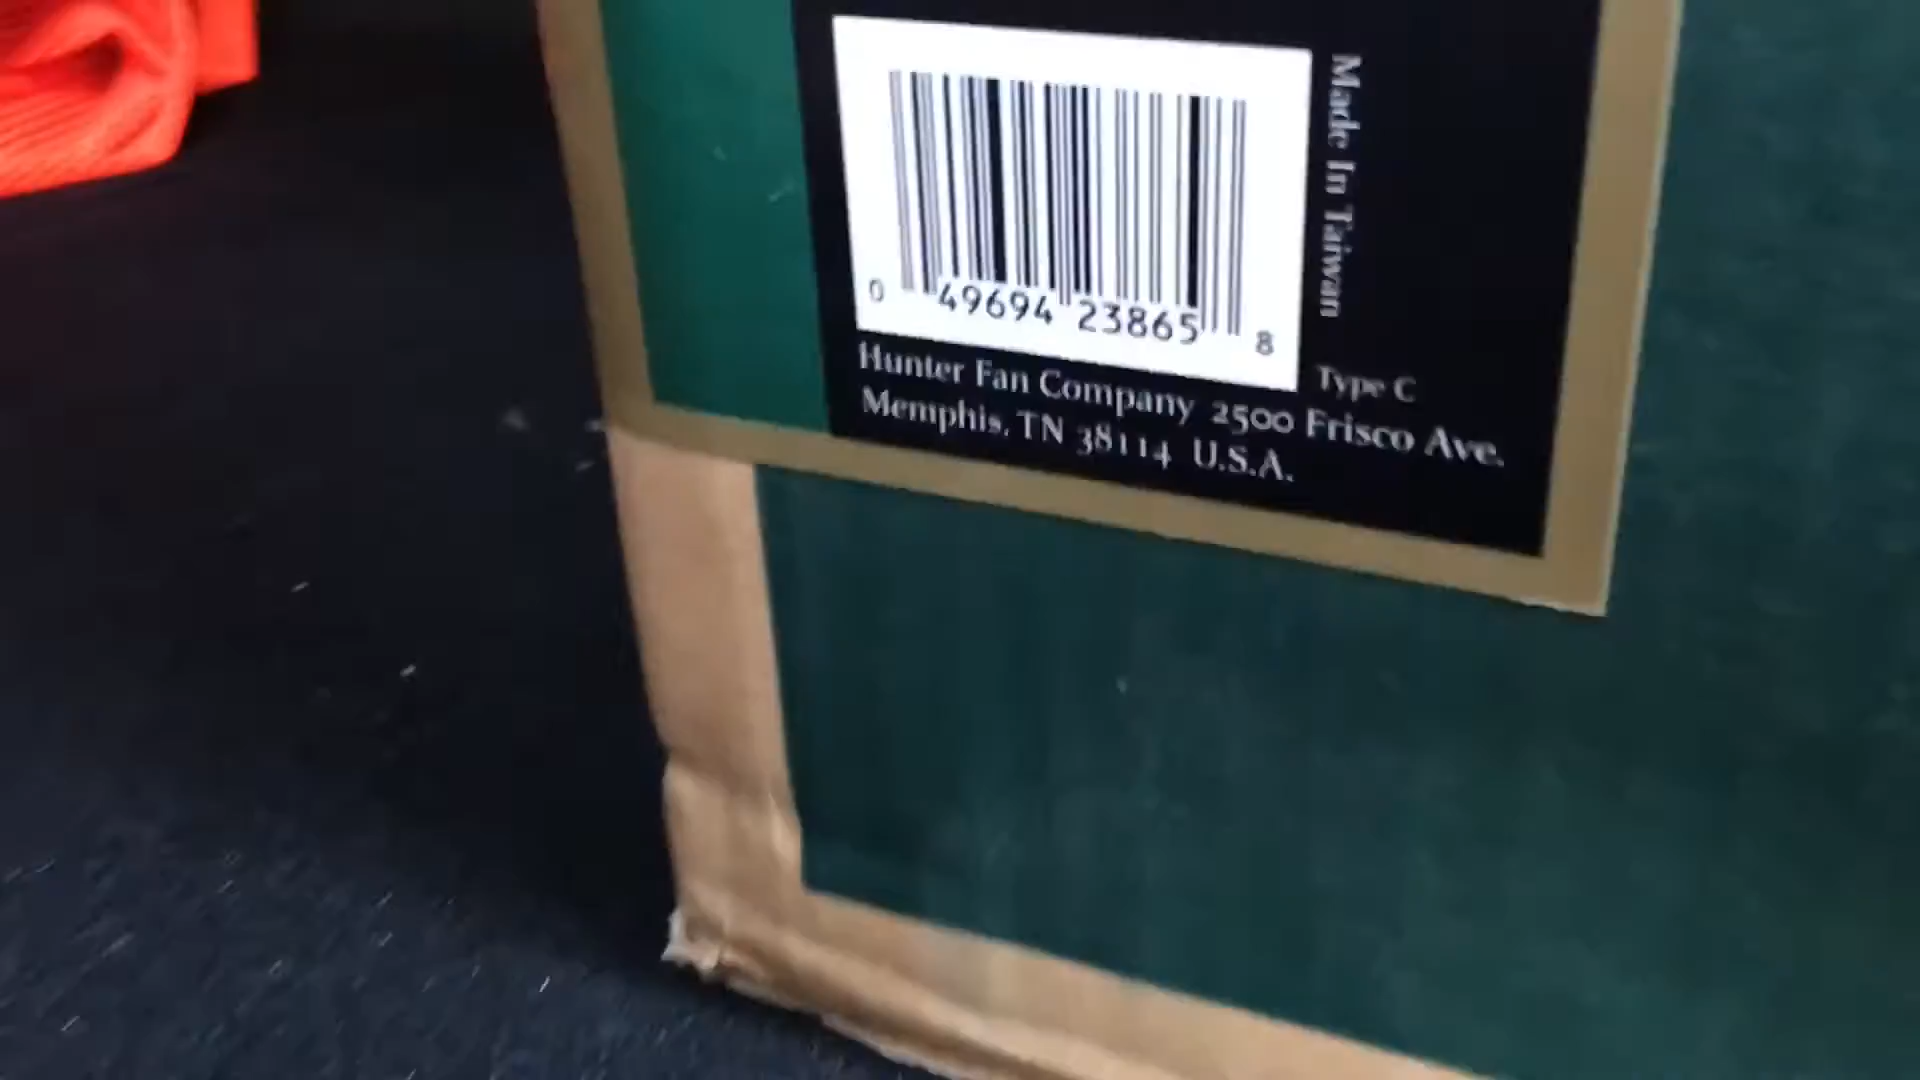 0 49694 23865 8
Made In Taiwan
Type C
Hunter Fan Company 2500 Frisco Ave.
Memphis, TN 38114 U.S.A.